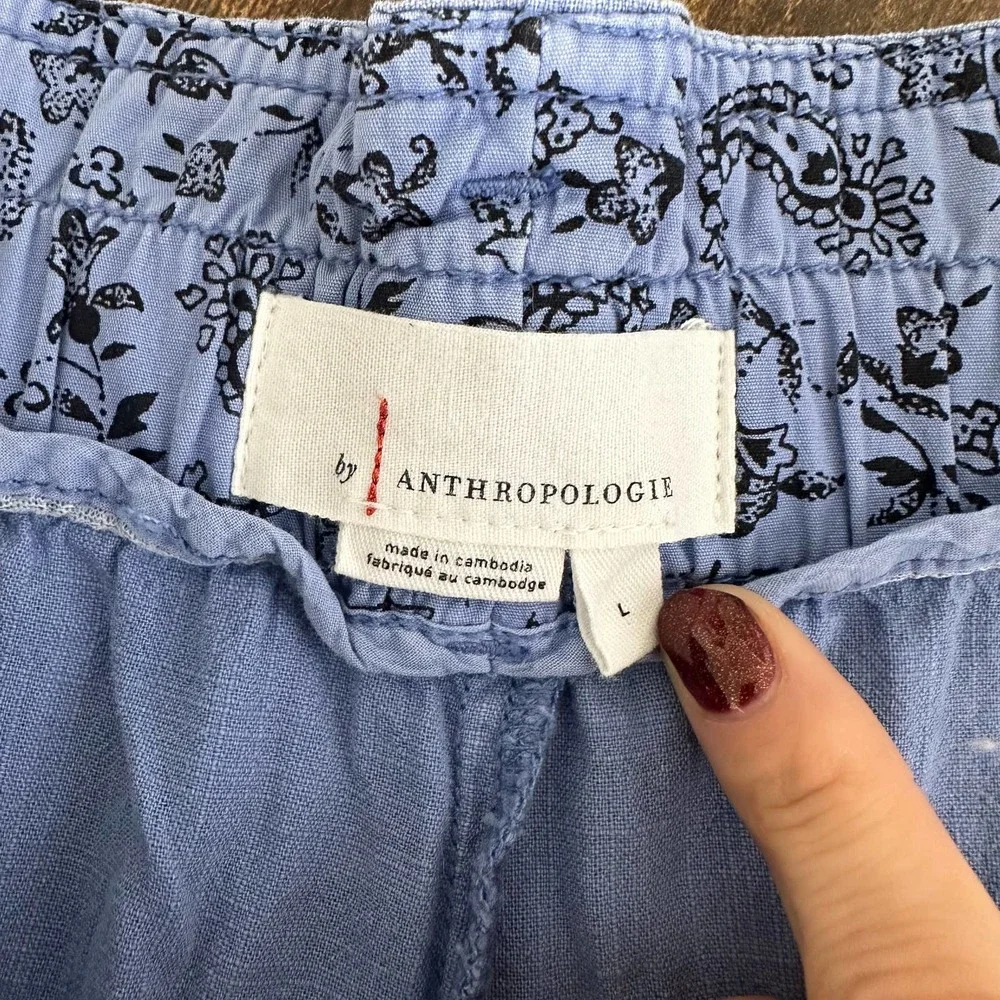 by ANTHROPOLOGIE
made in cambodia
fabriqué au cambodge
L